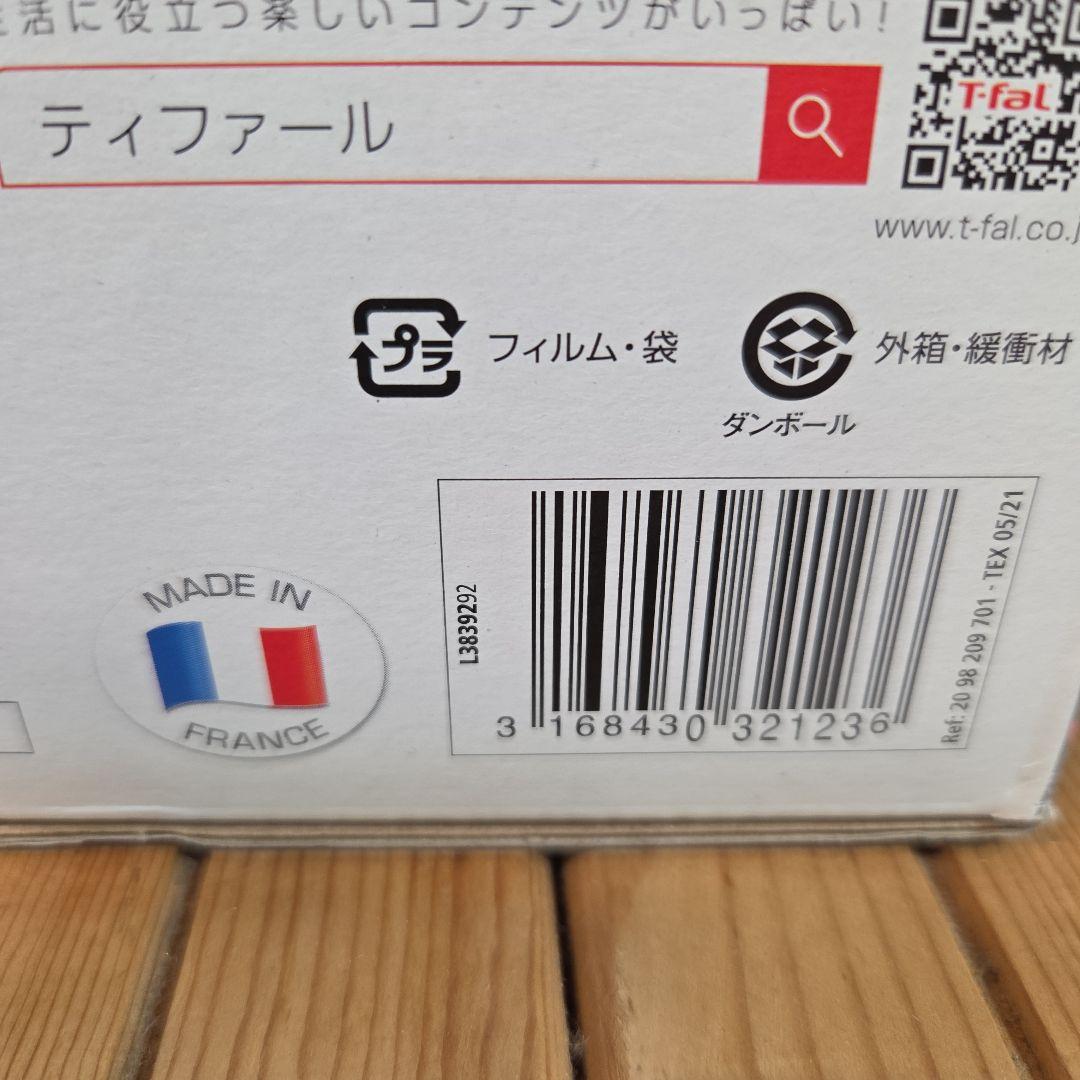 生活に役立つ楽しいコンテンツがいっぱい!
ティファール
T-fal
www.t-fal.co.j
プラ
フィルム・袋
外箱・緩衝材
ダンボール
MADE IN
FRANCE
L3839292
3 168430 321236
Ref: 20 98 209 701 - TEX 05/21